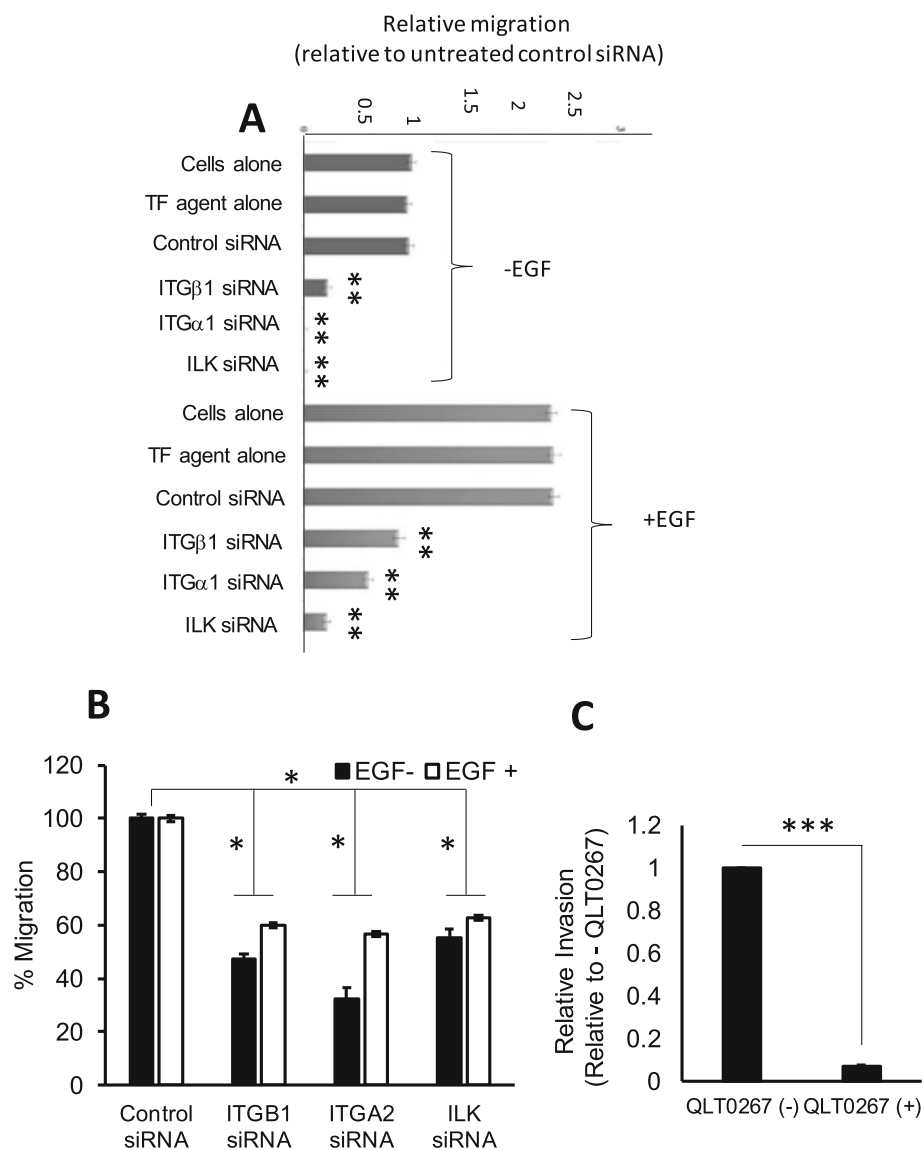 Relative migration
(relative to untreated control siRNA)
A
0 0.5 1 1.5 2 2.5 3
Cells alone
TF agent alone
Control siRNA
ITGβ1 siRNA
**
ITGα1 siRNA
**
ILK siRNA
**
-EGF
Cells alone
TF agent alone
Control siRNA
ITGβ1 siRNA
**
ITGα1 siRNA
**
ILK siRNA
**
+EGF
B
% Migration
120
100
80
60
40
20
0
EGF- EGF +
*
* * *
Control
siRNA
ITGB1
siRNA
ITGA2
siRNA
ILK
siRNA
C
Relative Invasion
(Relative to - QLT0267)
1.2
1
0.8
0.6
0.4
0.2
0
***
QLT0267 (-) QLT0267 (+)